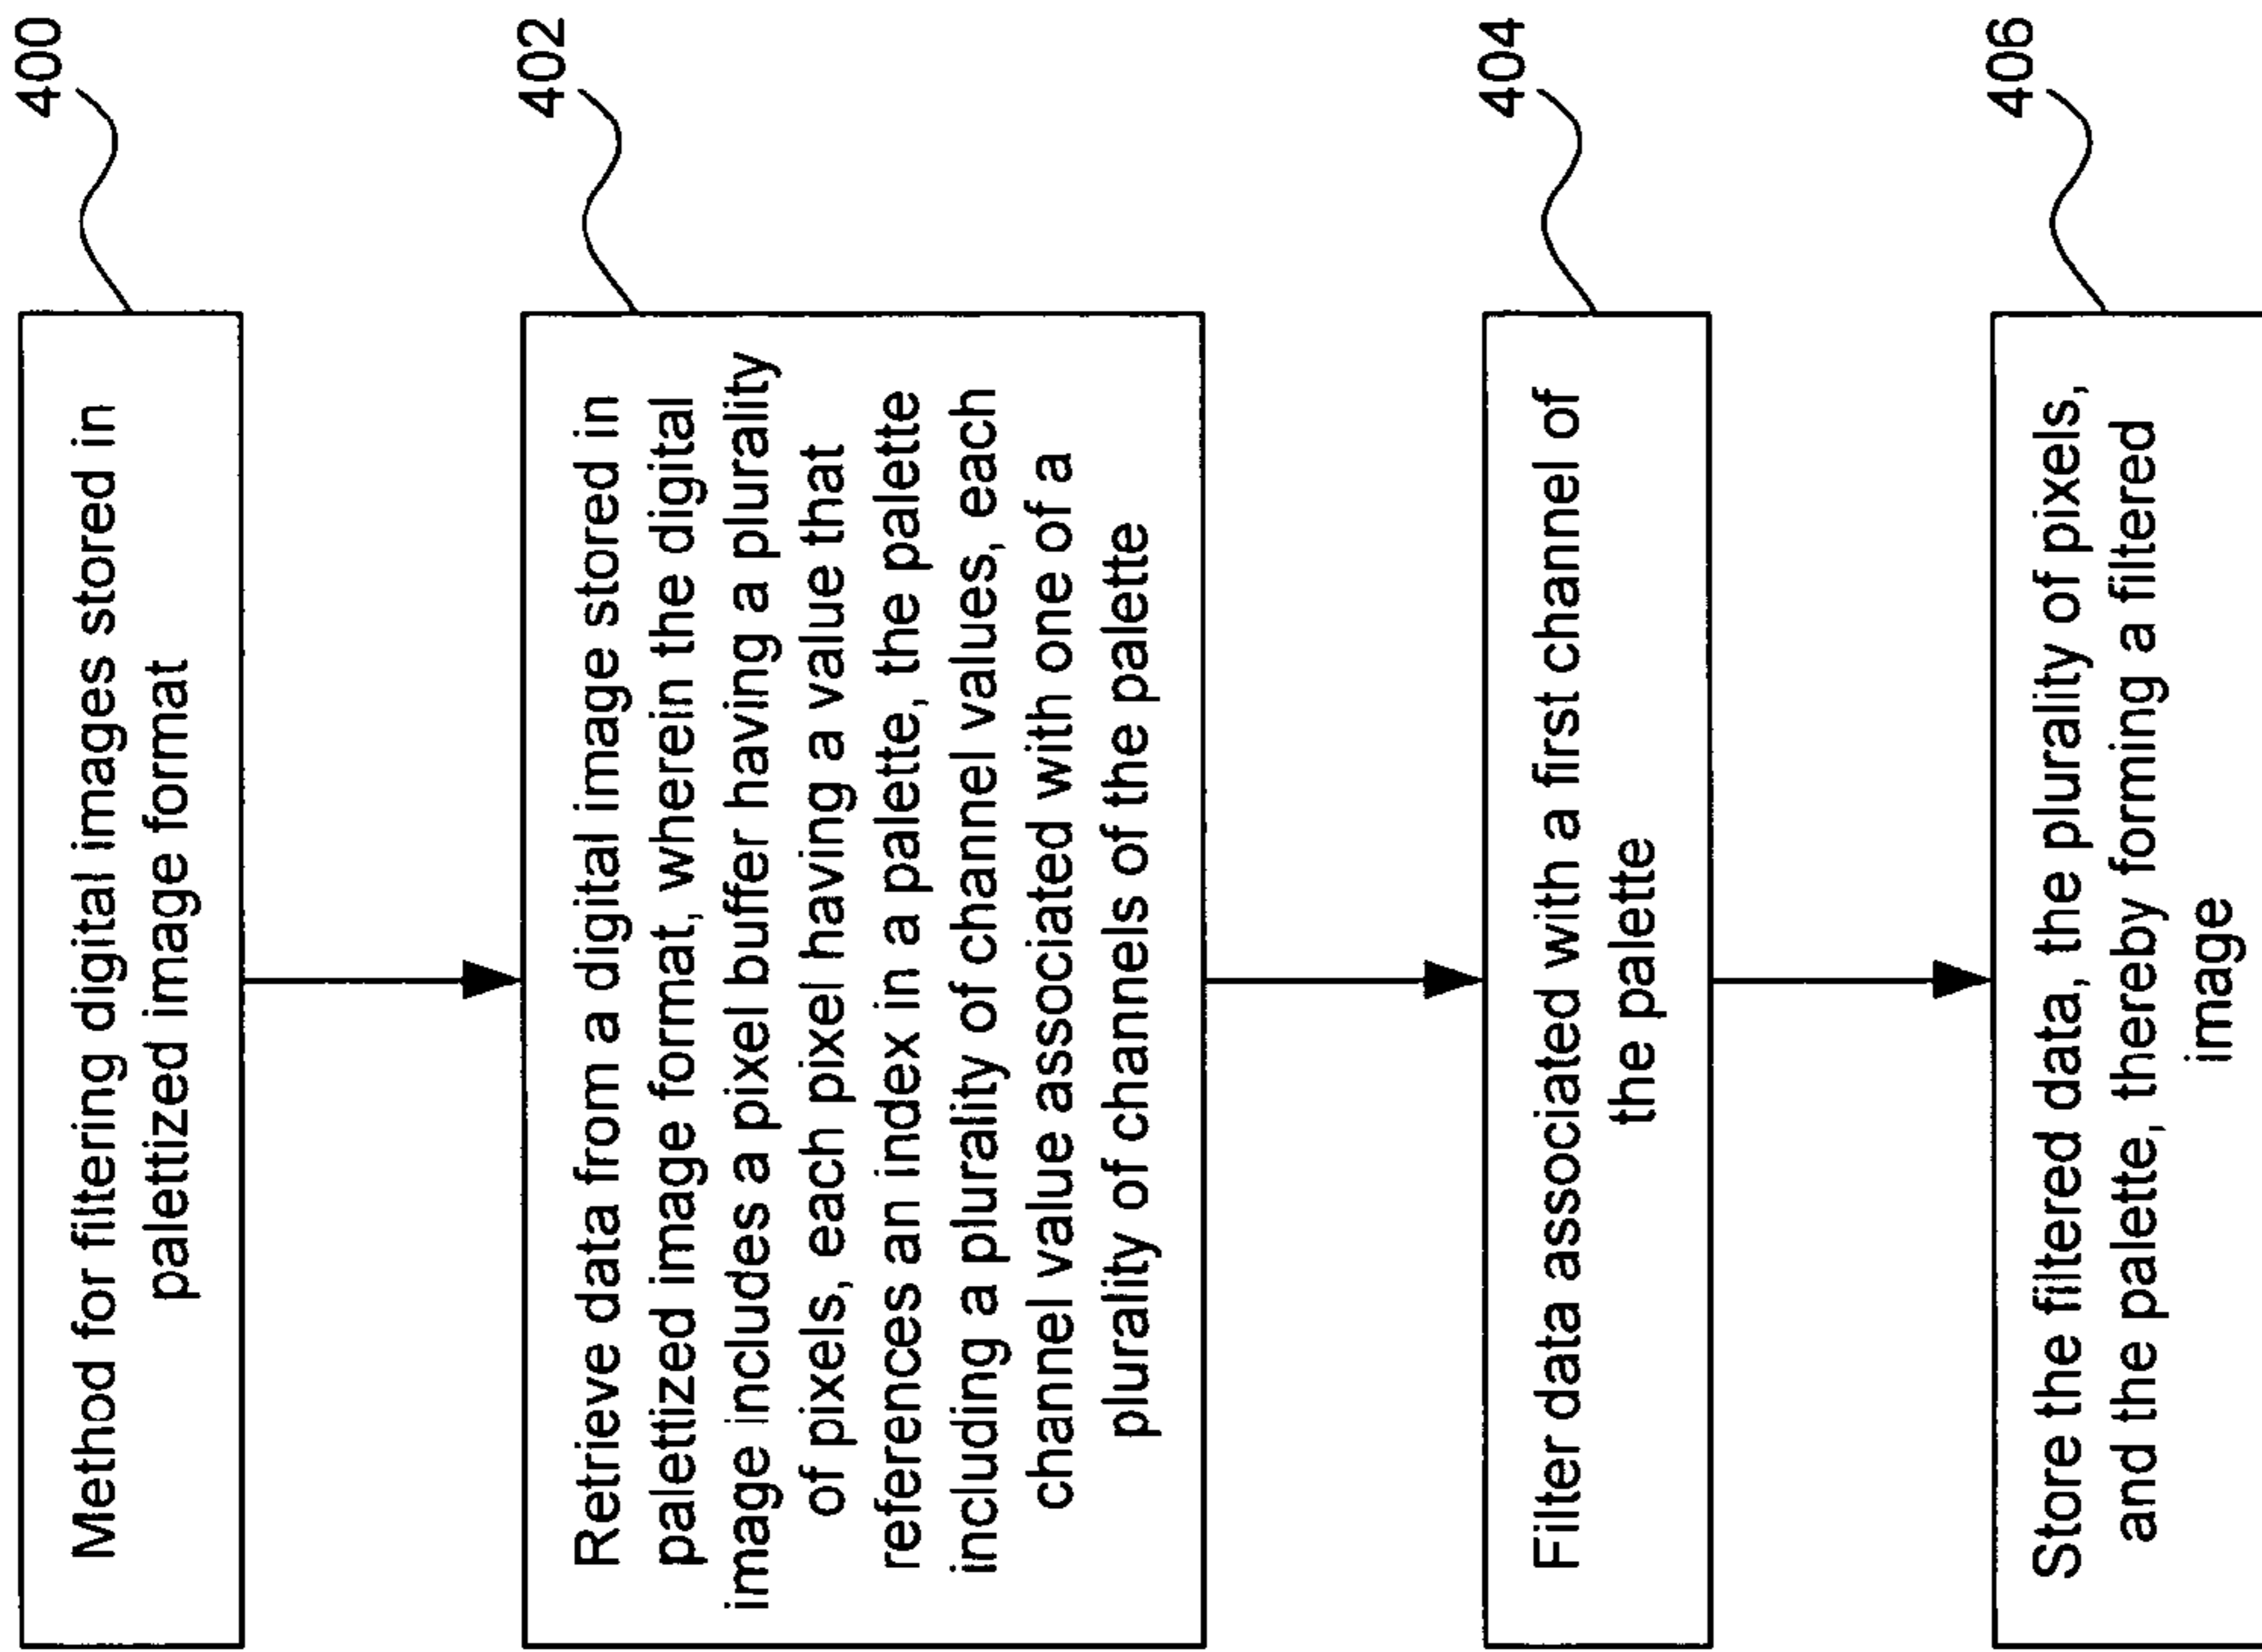 400
Method for filtering digital images stored in
palettized image format
402
Retrieve data from a digital image stored in
palettized image format, wherein the digital
image includes a pixel buffer having a plurality
of pixels, each pixel having a value that
references an index in a palette, the palette
including a plurality of channel values, each
channel value associated with one of a
plurality of channels of the palette
404
Filter data associated with a first channel of
the palette
406
Store the filtered data, the plurality of pixels,
and the palette, thereby forming a filtered
image